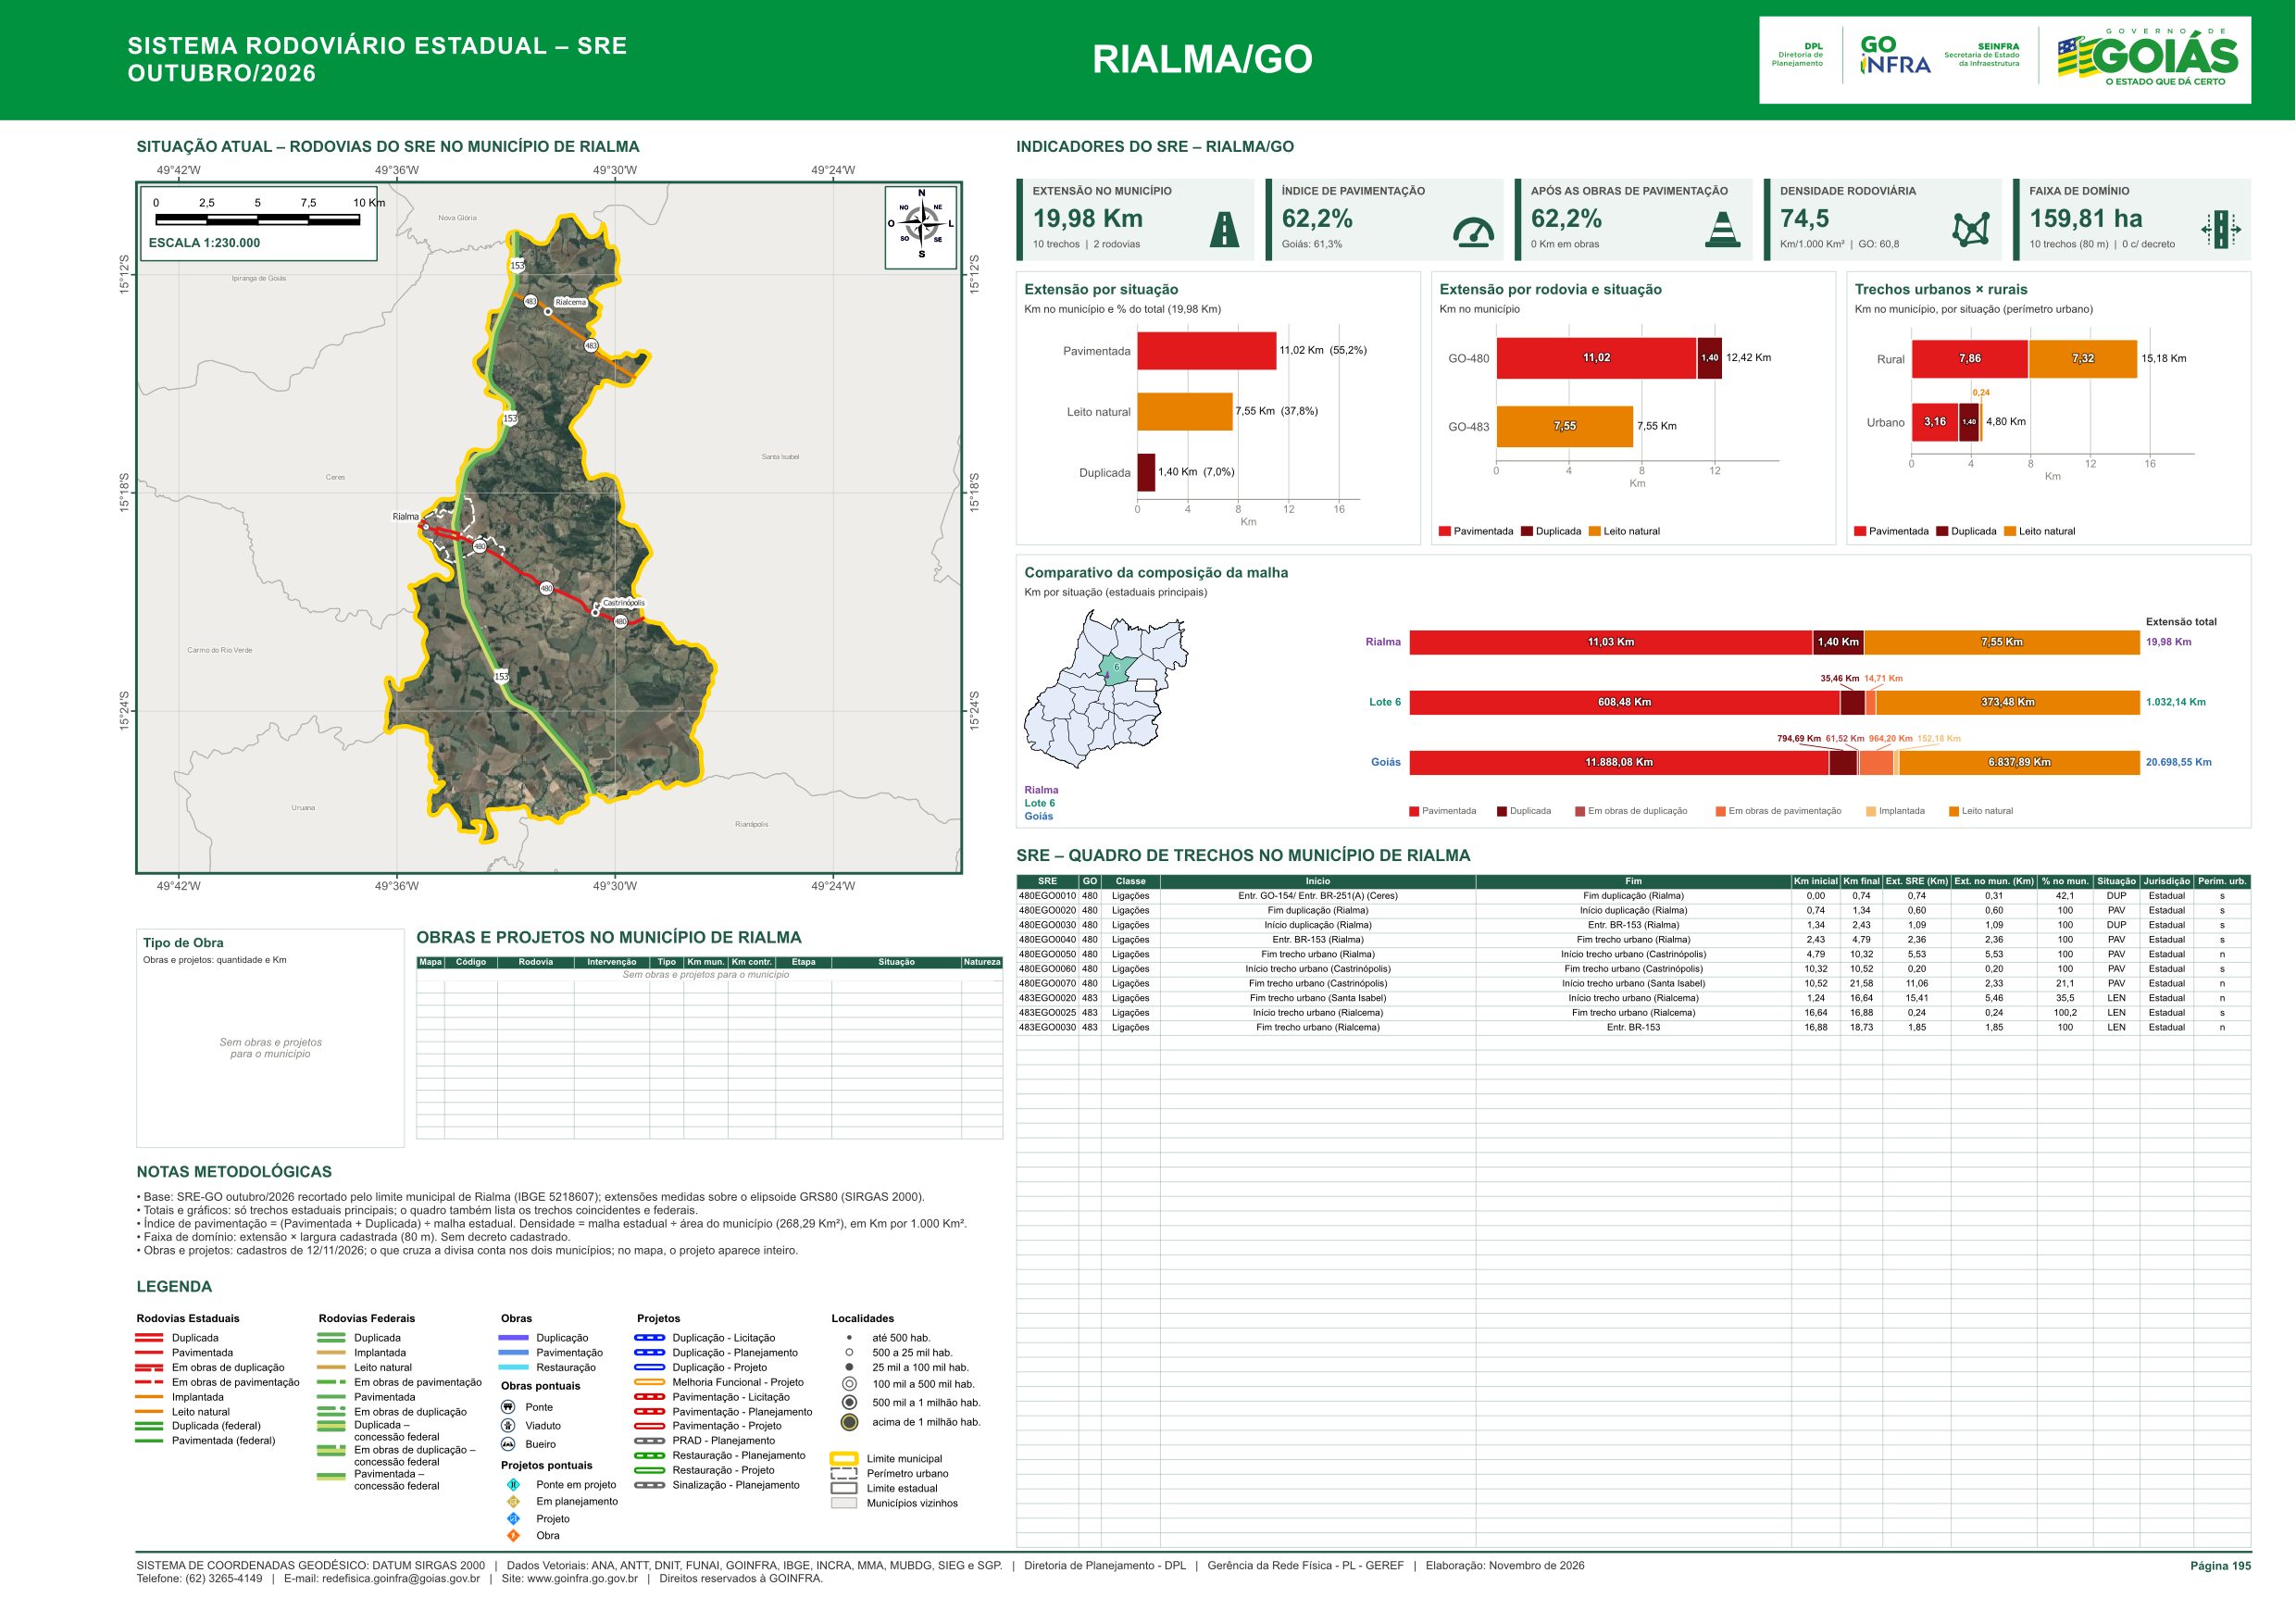 SISTEMA RODOVIÁRIO ESTADUAL – SRE
OUTUBRO/2026
RIALMA/GO
DPL
Diretoria de
Planejamento
GO
INFRA
SEINFRA
Secretaria de Estado
da Infraestrutura
GOVERNO DE
GOIÁS
O ESTADO QUE DÁ CERTO
SITUAÇÃO ATUAL – RODOVIAS DO SRE NO MUNICÍPIO DE RIALMA
49°42'W 49°36'W 49°30'W 49°24'W
0 2,5 5 7,5 10 Km
ESCALA 1:230.000
N
NO NE
O L
SO SE
S
15°12'S 15°12'S
15°18'S 15°18'S
15°24'S 15°24'S
Nova Glória
Ipiranga de Goiás
153
483
Rialcema
483
153
Santa Isabel
Ceres
Rialma
480
480
Castrinópolis
480
Carmo do Rio Verde
153
Uruana
Rianápolis
49°42'W 49°36'W 49°30'W 49°24'W
INDICADORES DO SRE – RIALMA/GO
EXTENSÃO NO MUNICÍPIO
19,98 Km
10 trechos | 2 rodovias
ÍNDICE DE PAVIMENTAÇÃO
62,2%
Goiás: 61,3%
APÓS AS OBRAS DE PAVIMENTAÇÃO
62,2%
0 Km em obras
DENSIDADE RODOVIÁRIA
74,5
Km/1.000 Km² | GO: 60,8
FAIXA DE DOMÍNIO
159,81 ha
10 trechos (80 m) | 0 c/ decreto
Extensão por situação
Km no município e % do total (19,98 Km)
Pavimentada 11,02 Km (55,2%)
Leito natural 7,55 Km (37,8%)
Duplicada 1,40 Km (7,0%)
0 4 8 12 16
Km
Extensão por rodovia e situação
Km no município
GO-480 11,02 1,40 12,42 Km
GO-483 7,55 7,55 Km
0 4 8 12
Km
Pavimentada Duplicada Leito natural
Trechos urbanos × rurais
Km no município, por situação (perímetro urbano)
Rural 7,86 7,32 15,18 Km
0,24
Urbano 3,16 1,40 4,80 Km
0 4 8 12 16
Km
Pavimentada Duplicada Leito natural
Comparativo da composição da malha
Km por situação (estaduais principais)
6
Rialma
Lote 6
Goiás
Extensão total
Rialma 11,03 Km 1,40 Km 7,55 Km 19,98 Km
35,46 Km 14,71 Km
Lote 6 608,48 Km 373,48 Km 1.032,14 Km
794,69 Km 61,52 Km 964,20 Km 152,18 Km
Goiás 11.888,08 Km 6.837,89 Km 20.698,55 Km
Pavimentada Duplicada Em obras de duplicação Em obras de pavimentação Implantada Leito natural
SRE – QUADRO DE TRECHOS NO MUNICÍPIO DE RIALMA
SRE GO Classe Início Fim Km inicial Km final Ext. SRE (Km) Ext. no mun. (Km) % no mun. Situação Jurisdição Perím. urb.
480EGO0010 480 Ligações Entr. GO-154/ Entr. BR-251(A) (Ceres) Fim duplicação (Rialma) 0,00 0,74 0,74 0,31 42,1 DUP Estadual s
480EGO0020 480 Ligações Fim duplicação (Rialma) Início duplicação (Rialma) 0,74 1,34 0,60 0,60 100 PAV Estadual s
480EGO0030 480 Ligações Início duplicação (Rialma) Entr. BR-153 (Rialma) 1,34 2,43 1,09 1,09 100 DUP Estadual s
480EGO0040 480 Ligações Entr. BR-153 (Rialma) Fim trecho urbano (Rialma) 2,43 4,79 2,36 2,36 100 PAV Estadual s
480EGO0050 480 Ligações Fim trecho urbano (Rialma) Início trecho urbano (Castrinópolis) 4,79 10,32 5,53 5,53 100 PAV Estadual n
480EGO0060 480 Ligações Início trecho urbano (Castrinópolis) Fim trecho urbano (Castrinópolis) 10,32 10,52 0,20 0,20 100 PAV Estadual s
480EGO0070 480 Ligações Fim trecho urbano (Castrinópolis) Início trecho urbano (Santa Isabel) 10,52 21,58 11,06 2,33 21,1 PAV Estadual n
483EGO0020 483 Ligações Fim trecho urbano (Santa Isabel) Início trecho urbano (Rialcema) 1,24 16,64 15,41 5,46 35,5 LEN Estadual n
483EGO0025 483 Ligações Início trecho urbano (Rialcema) Fim trecho urbano (Rialcema) 16,64 16,88 0,24 0,24 100,2 LEN Estadual s
483EGO0030 483 Ligações Fim trecho urbano (Rialcema) Entr. BR-153 16,88 18,73 1,85 1,85 100 LEN Estadual n
Tipo de Obra
Obras e projetos: quantidade e Km
Sem obras e projetos
para o município
OBRAS E PROJETOS NO MUNICÍPIO DE RIALMA
Mapa Código Rodovia Intervenção Tipo Km mun. Km contr. Etapa Situação Natureza
Sem obras e projetos para o município
NOTAS METODOLÓGICAS
• Base: SRE-GO outubro/2026 recortado pelo limite municipal de Rialma (IBGE 5218607); extensões medidas sobre o elipsoide GRS80 (SIRGAS 2000).
• Totais e gráficos: só trechos estaduais principais; o quadro também lista os trechos coincidentes e federais.
• Índice de pavimentação = (Pavimentada + Duplicada) ÷ malha estadual. Densidade = malha estadual ÷ área do município (268,29 Km²), em Km por 1.000 Km².
• Faixa de domínio: extensão × largura cadastrada (80 m). Sem decreto cadastrado.
• Obras e projetos: cadastros de 12/11/2026; o que cruza a divisa conta nos dois municípios; no mapa, o projeto aparece inteiro.
LEGENDA
Rodovias Estaduais
Duplicada
Pavimentada
Em obras de duplicação
Em obras de pavimentação
Implantada
Leito natural
Duplicada (federal)
Pavimentada (federal)
Rodovias Federais
Duplicada
Implantada
Leito natural
Em obras de pavimentação
Pavimentada
Em obras de duplicação
Duplicada –
concessão federal
Em obras de duplicação –
concessão federal
Pavimentada –
concessão federal
Obras
Duplicação
Pavimentação
Restauração
Obras pontuais
Ponte
Viaduto
Bueiro
Projetos pontuais
Ponte em projeto
Em planejamento
Projeto
Obra
Projetos
Duplicação - Licitação
Duplicação - Planejamento
Duplicação - Projeto
Melhoria Funcional - Projeto
Pavimentação - Licitação
Pavimentação - Planejamento
Pavimentação - Projeto
PRAD - Planejamento
Restauração - Planejamento
Restauração - Projeto
Sinalização - Planejamento
Localidades
até 500 hab.
500 a 25 mil hab.
25 mil a 100 mil hab.
100 mil a 500 mil hab.
500 mil a 1 milhão hab.
acima de 1 milhão hab.
Limite municipal
Perímetro urbano
Limite estadual
Municípios vizinhos
SISTEMA DE COORDENADAS GEODÉSICO: DATUM SIRGAS 2000 | Dados Vetoriais: ANA, ANTT, DNIT, FUNAI, GOINFRA, IBGE, INCRA, MMA, MUBDG, SIEG e SGP. | Diretoria de Planejamento - DPL | Gerência da Rede Física - PL - GEREF | Elaboração: Novembro de 2026
Telefone: (62) 3265-4149 | E-mail: redefisica.goinfra@goias.gov.br | Site: www.goinfra.go.gov.br | Direitos reservados à GOINFRA.
Página 195